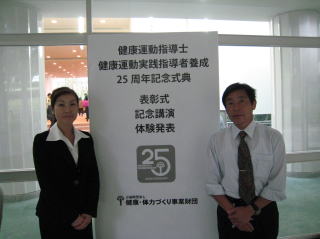 健康運動指導士
健康運動実践指導者養成
25周年記念式典
表彰式
記念講演
体験発表
25
健康・体力づくり事業財団